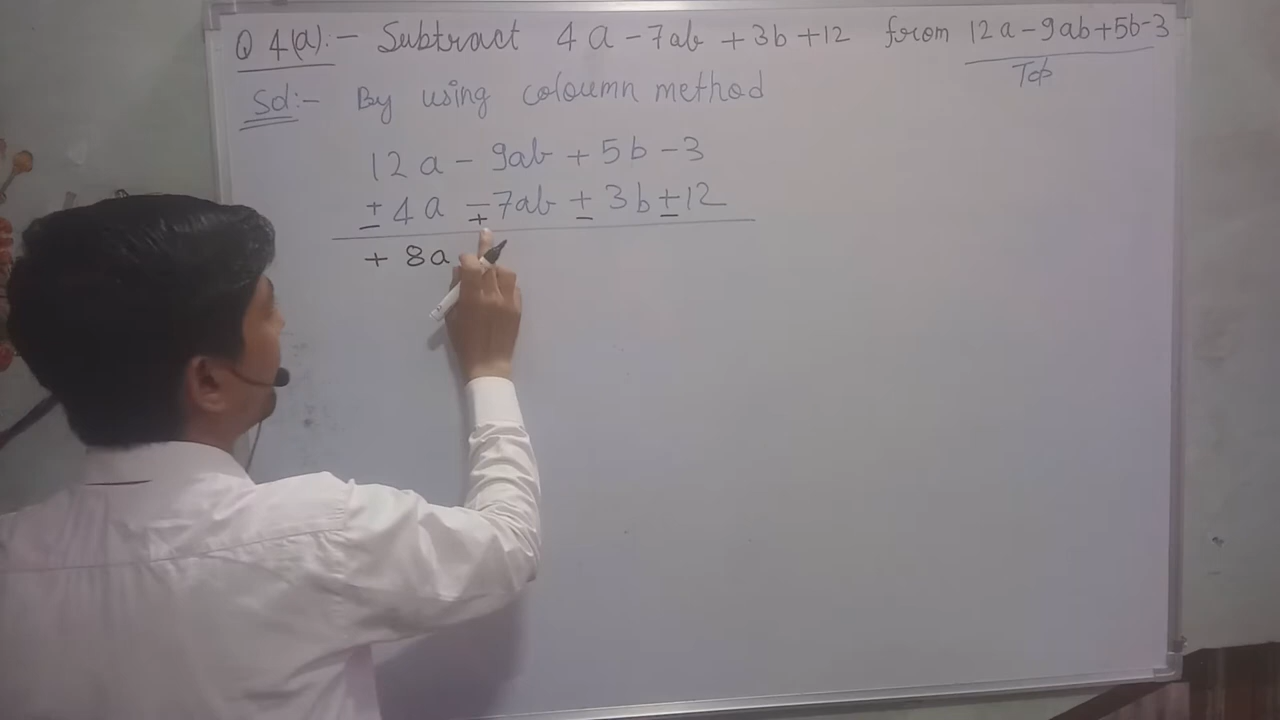 Q 4(a):- Subtract 4a - 7ab + 3b + 12 from 12a - 9ab + 5b - 3
Top
Sol:- By using coloumn method
12a - 9ab + 5b - 3
+ 4a - 7ab + 3b + 12
- + - -
+ 8a